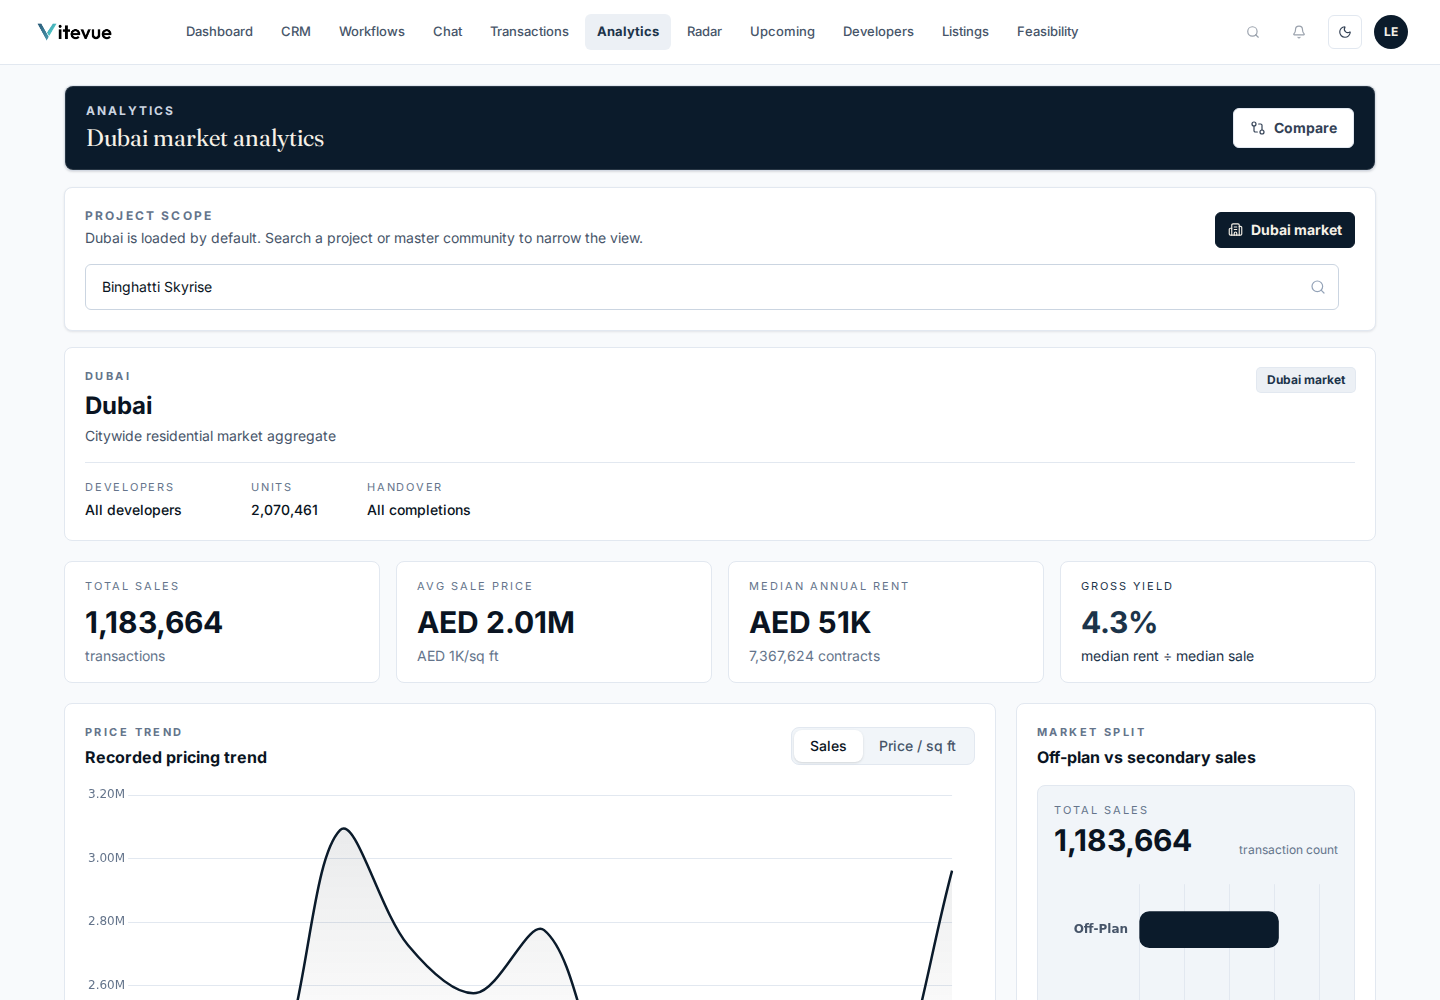 Vitevue
Dashboard
CRM
Workflows
Chat
Transactions
Analytics
Radar
Upcoming
Developers
Listings
Feasibility
LE
ANALYTICS
Dubai market analytics
Compare
PROJECT SCOPE
Dubai is loaded by default. Search a project or master community to narrow the view.
Dubai market
Binghatti Skyrise
DUBAI
Dubai
Citywide residential market aggregate
Dubai market
DEVELOPERS
All developers
UNITS
2,070,461
HANDOVER
All completions
TOTAL SALES
1,183,664
transactions
AVG SALE PRICE
AED 2.01M
AED 1K/sq ft
MEDIAN ANNUAL RENT
AED 51K
7,367,624 contracts
GROSS YIELD
4.3%
median rent ÷ median sale
PRICE TREND
Recorded pricing trend
Sales
Price / sq ft
3.20M
3.00M
2.80M
2.60M
MARKET SPLIT
Off-plan vs secondary sales
TOTAL SALES
1,183,664
transaction count
Off-Plan